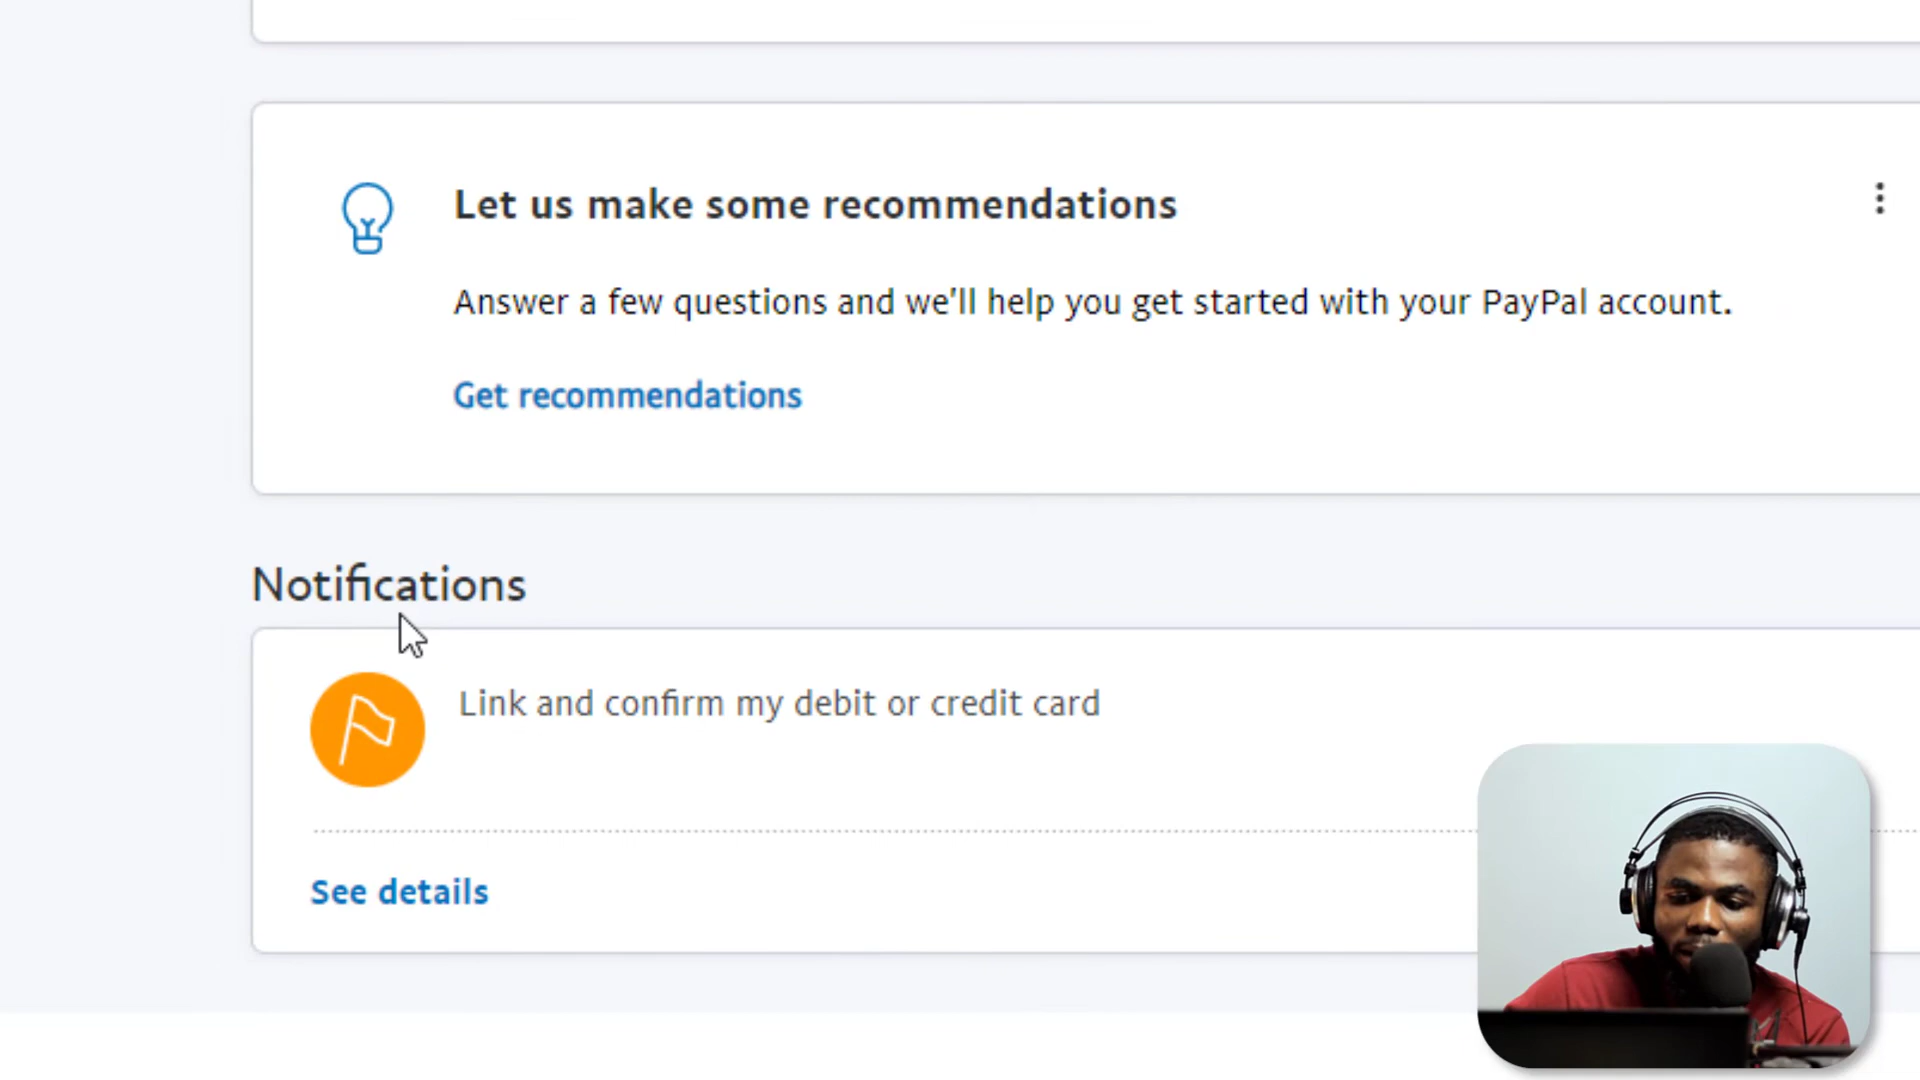 Let us make some recommendations
Answer a few questions and we'll help you get started with your PayPal account.
Get recommendations
Notifications
Link and confirm my debit or credit card
See details